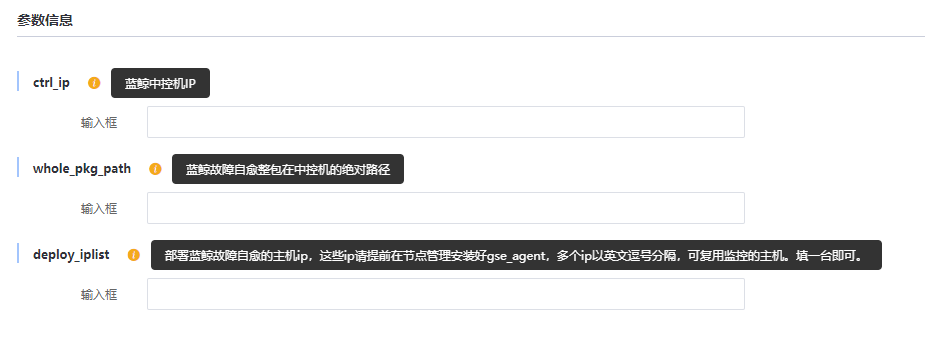 参数信息
ctrl_ip 蓝鲸中控机IP
输入框
whole_pkg_path 蓝鲸故障自愈整包在中控机的绝对路径
输入框
deploy_iplist 部署蓝鲸故障自愈的主机ip，这些ip请提前在节点管理安装好gse_agent，多个ip以英文逗号分隔，可复用监控的主机。填一台即可。
输入框